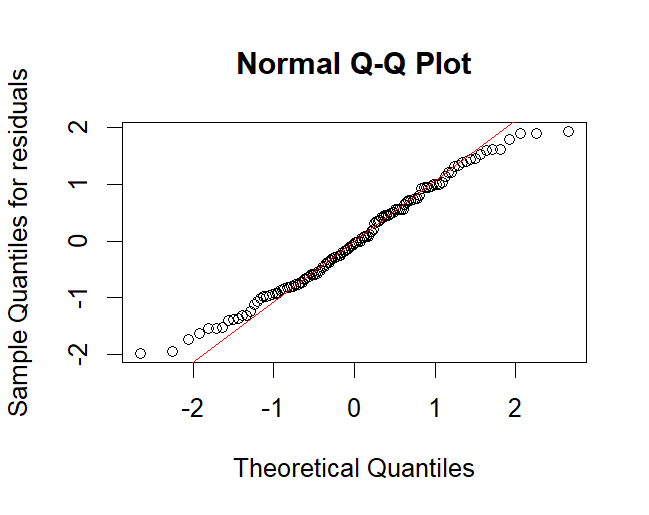 Normal Q-Q Plot
Sample Quantiles for residuals
2
1
0
-1
-2
-2 -1 0 1 2
Theoretical Quantiles